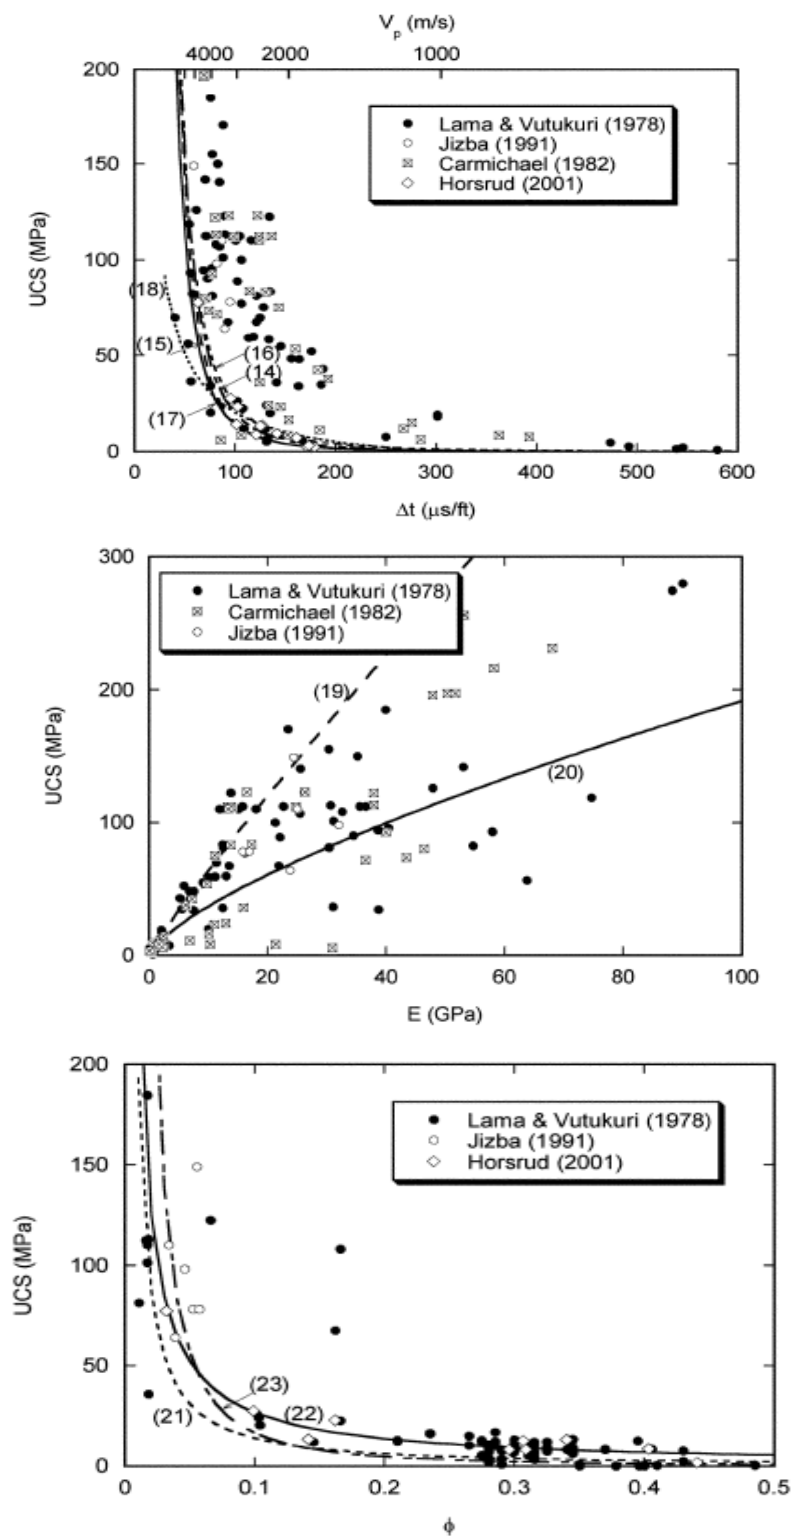 V_p (m/s)
4000 2000 1000
200
150
100
50
0
UCS (MPa)
Lama & Vutukuri (1978)
Jizba (1991)
Carmichael (1982)
Horsrud (2001)
(18)
(15)
(16)
(14)
(17)
0 100 200 300 400 500 600
Δt (μs/ft)
300
200
100
0
UCS (MPa)
Lama & Vutukuri (1978)
Carmichael (1982)
Jizba (1991)
(19)
(20)
0 20 40 60 80 100
E (GPa)
200
150
100
50
0
UCS (MPa)
Lama & Vutukuri (1978)
Jizba (1991)
Horsrud (2001)
(23)
(21)
(22)
0 0.1 0.2 0.3 0.4 0.5
ϕ